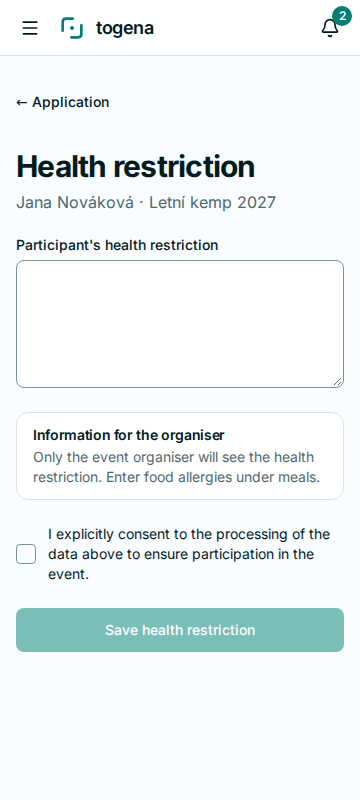 togena
2
← Application
Health restriction
Jana Nováková · Letní kemp 2027
Participant's health restriction
Information for the organiser
Only the event organiser will see the health
restriction. Enter food allergies under meals.
I explicitly consent to the processing of the
data above to ensure participation in the
event.
Save health restriction